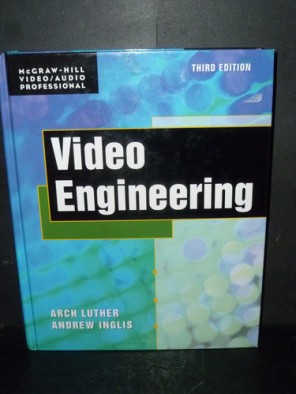 McGRAW-HILL
VIDEO/AUDIO
PROFESSIONAL
THIRD EDITION
Video
Engineering
ARCH LUTHER
ANDREW INGLIS